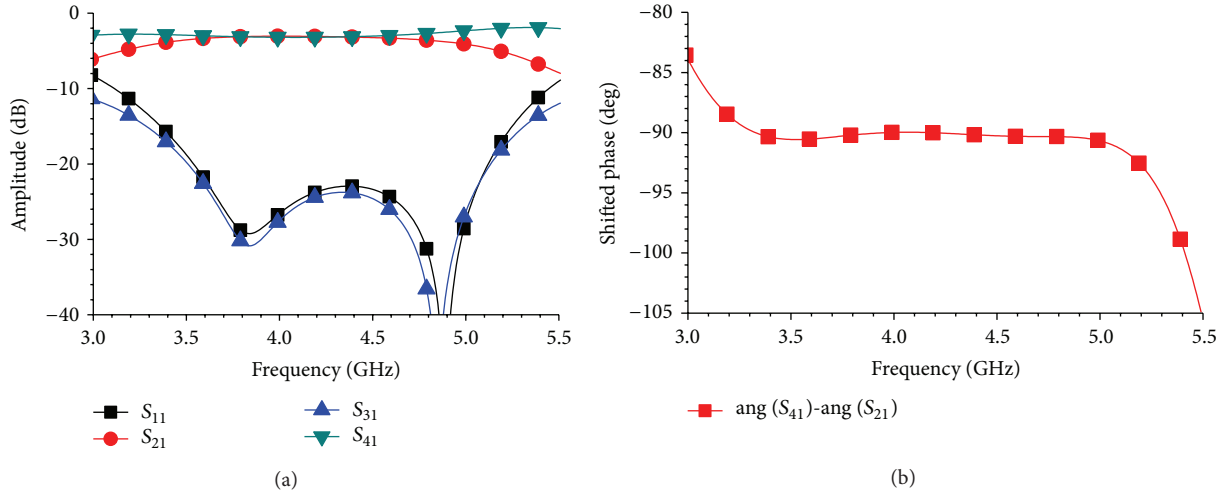 Amplitude (dB)
0
−10
−20
−30
−40
3.0 3.5 4.0 4.5 5.0 5.5
Frequency (GHz)
S11 S31
S21 S41
(a)
Shifted phase (deg)
−80
−85
−90
−95
−100
−105
3.0 3.5 4.0 4.5 5.0 5.5
Frequency (GHz)
ang (S41)-ang (S21)
(b)